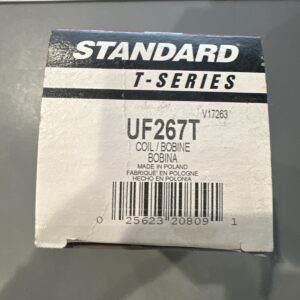 STANDARD
T-SERIES
V17263
UF267T
COIL / BOBINE
BOBINA
MADE IN POLAND
FABRIQUE' EN POLOGNE
HECHO EN POLONIA
0 25623 20809 1